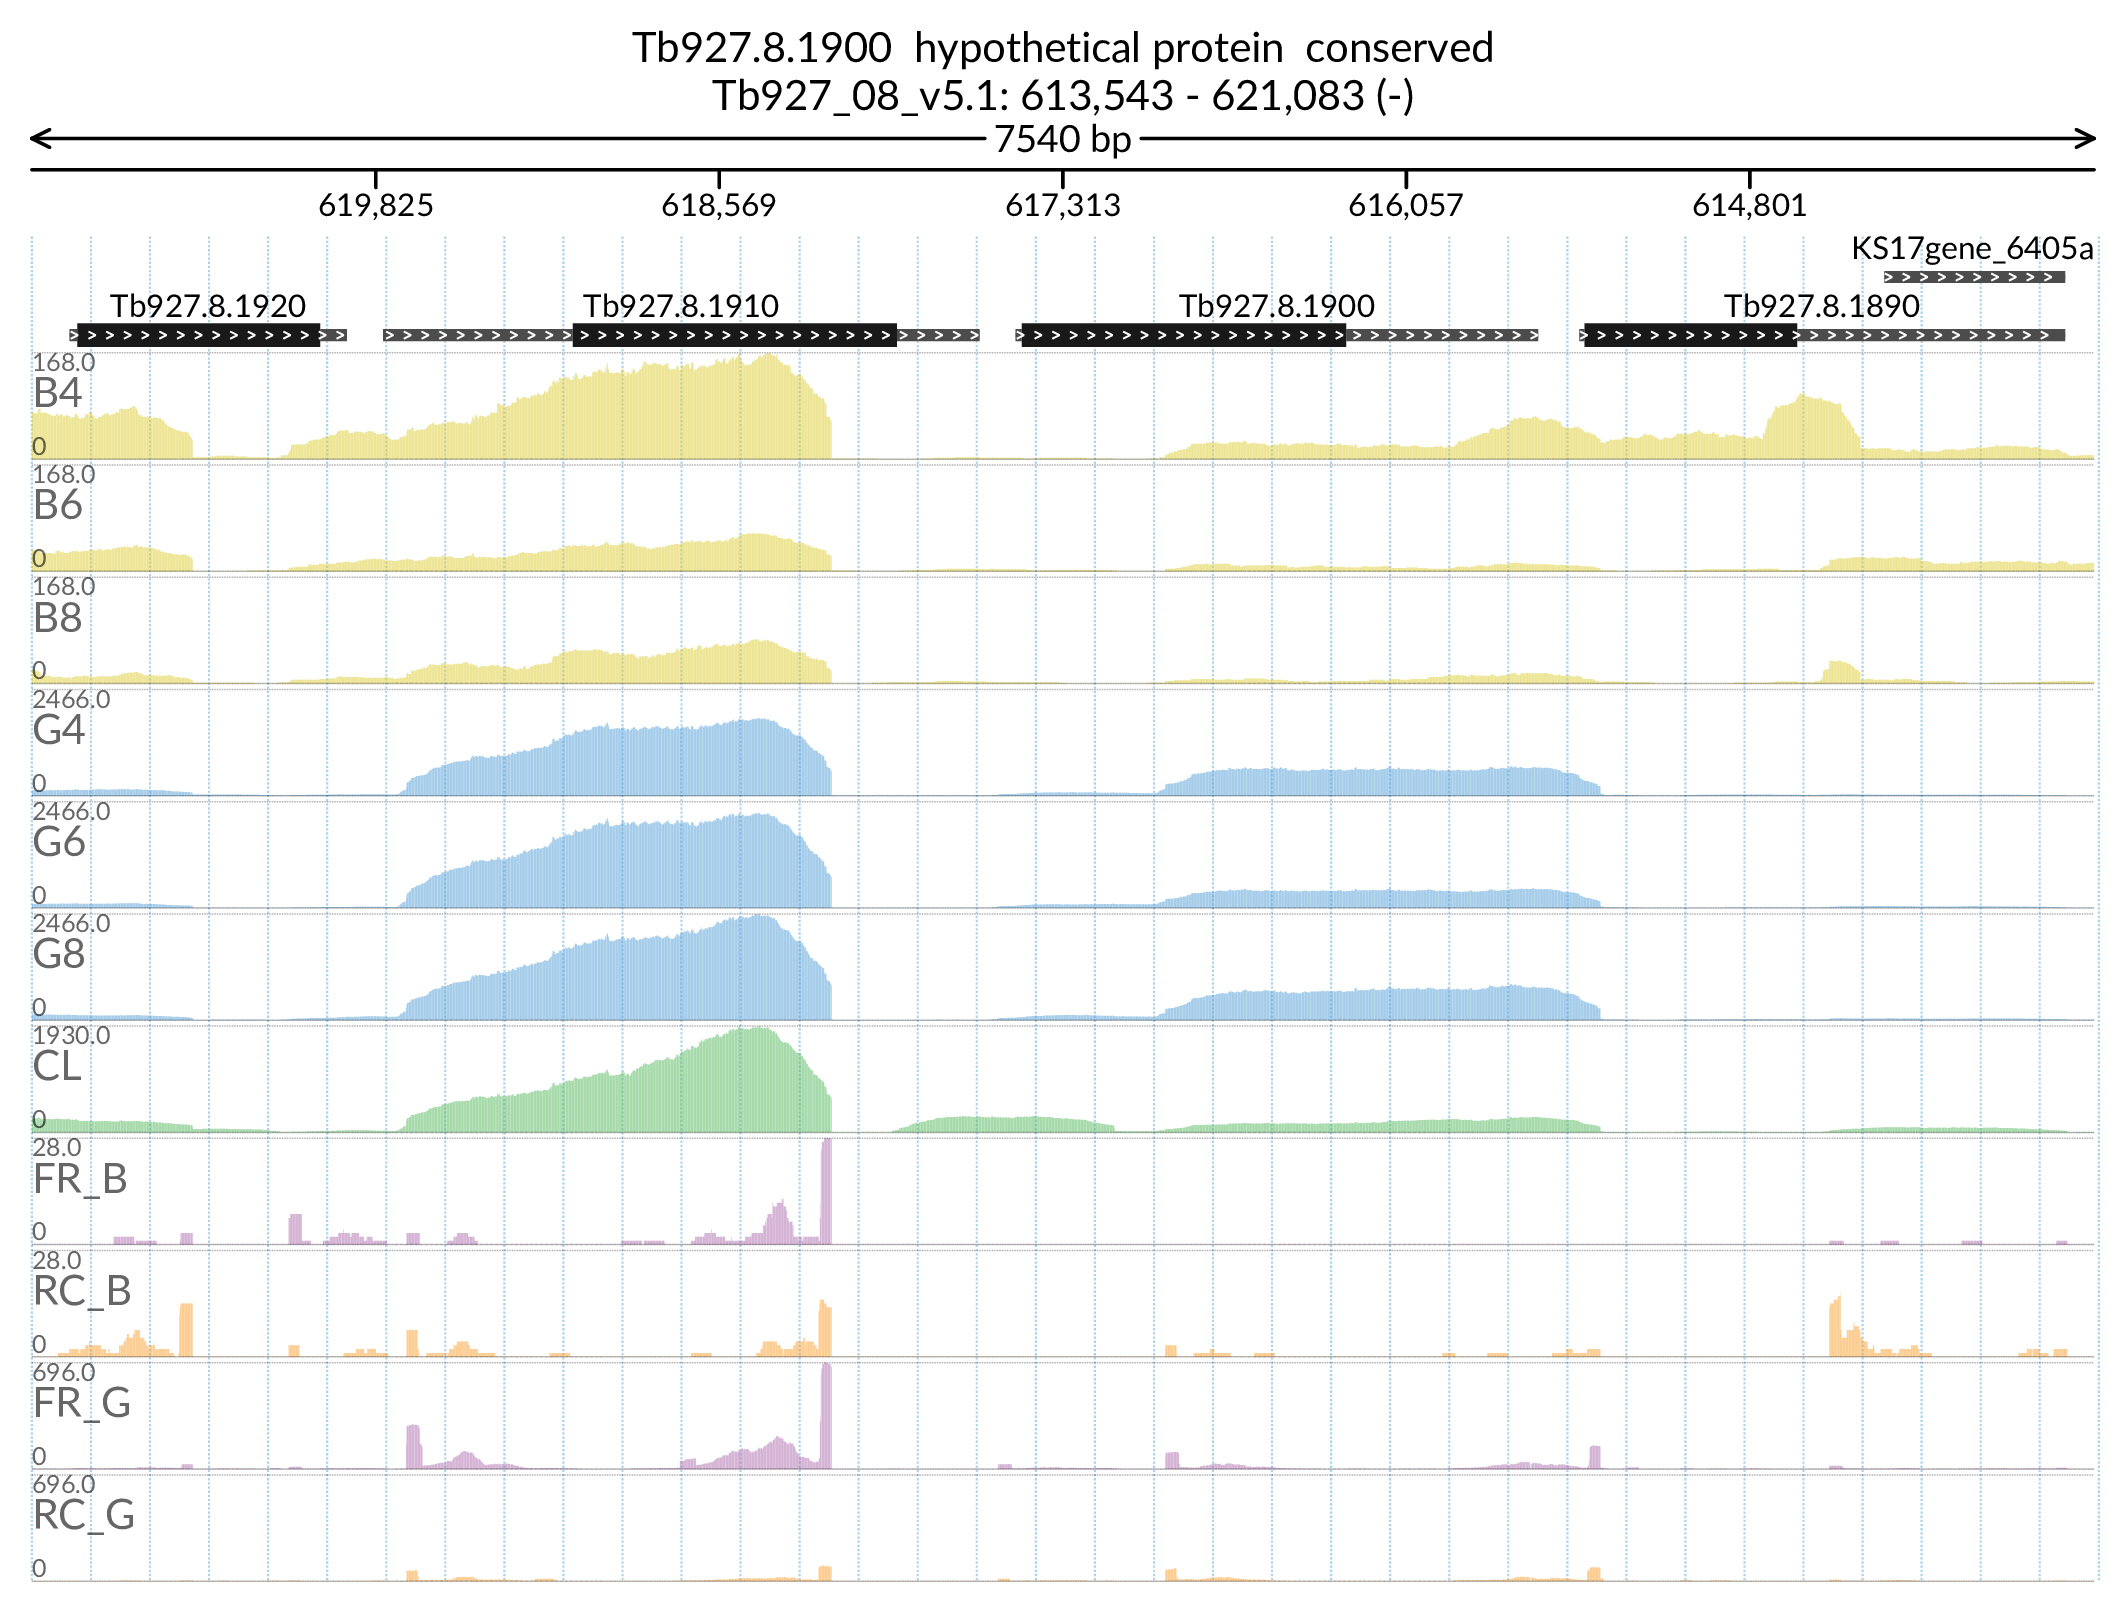 Tb927.8.1900  hypothetical protein  conserved
Tb927_08_v5.1: 613,543 - 621,083 (-)
7540 bp
619,825 618,569 617,313 616,057 614,801
KS17gene_6405a
Tb927.8.1920 Tb927.8.1910 Tb927.8.1900 Tb927.8.1890
168.0
B4
0
168.0
B6
0
168.0
B8
0
2466.0
G4
0
2466.0
G6
0
2466.0
G8
0
1930.0
CL
0
28.0
FR_B
0
28.0
RC_B
0
696.0
FR_G
0
696.0
RC_G
0